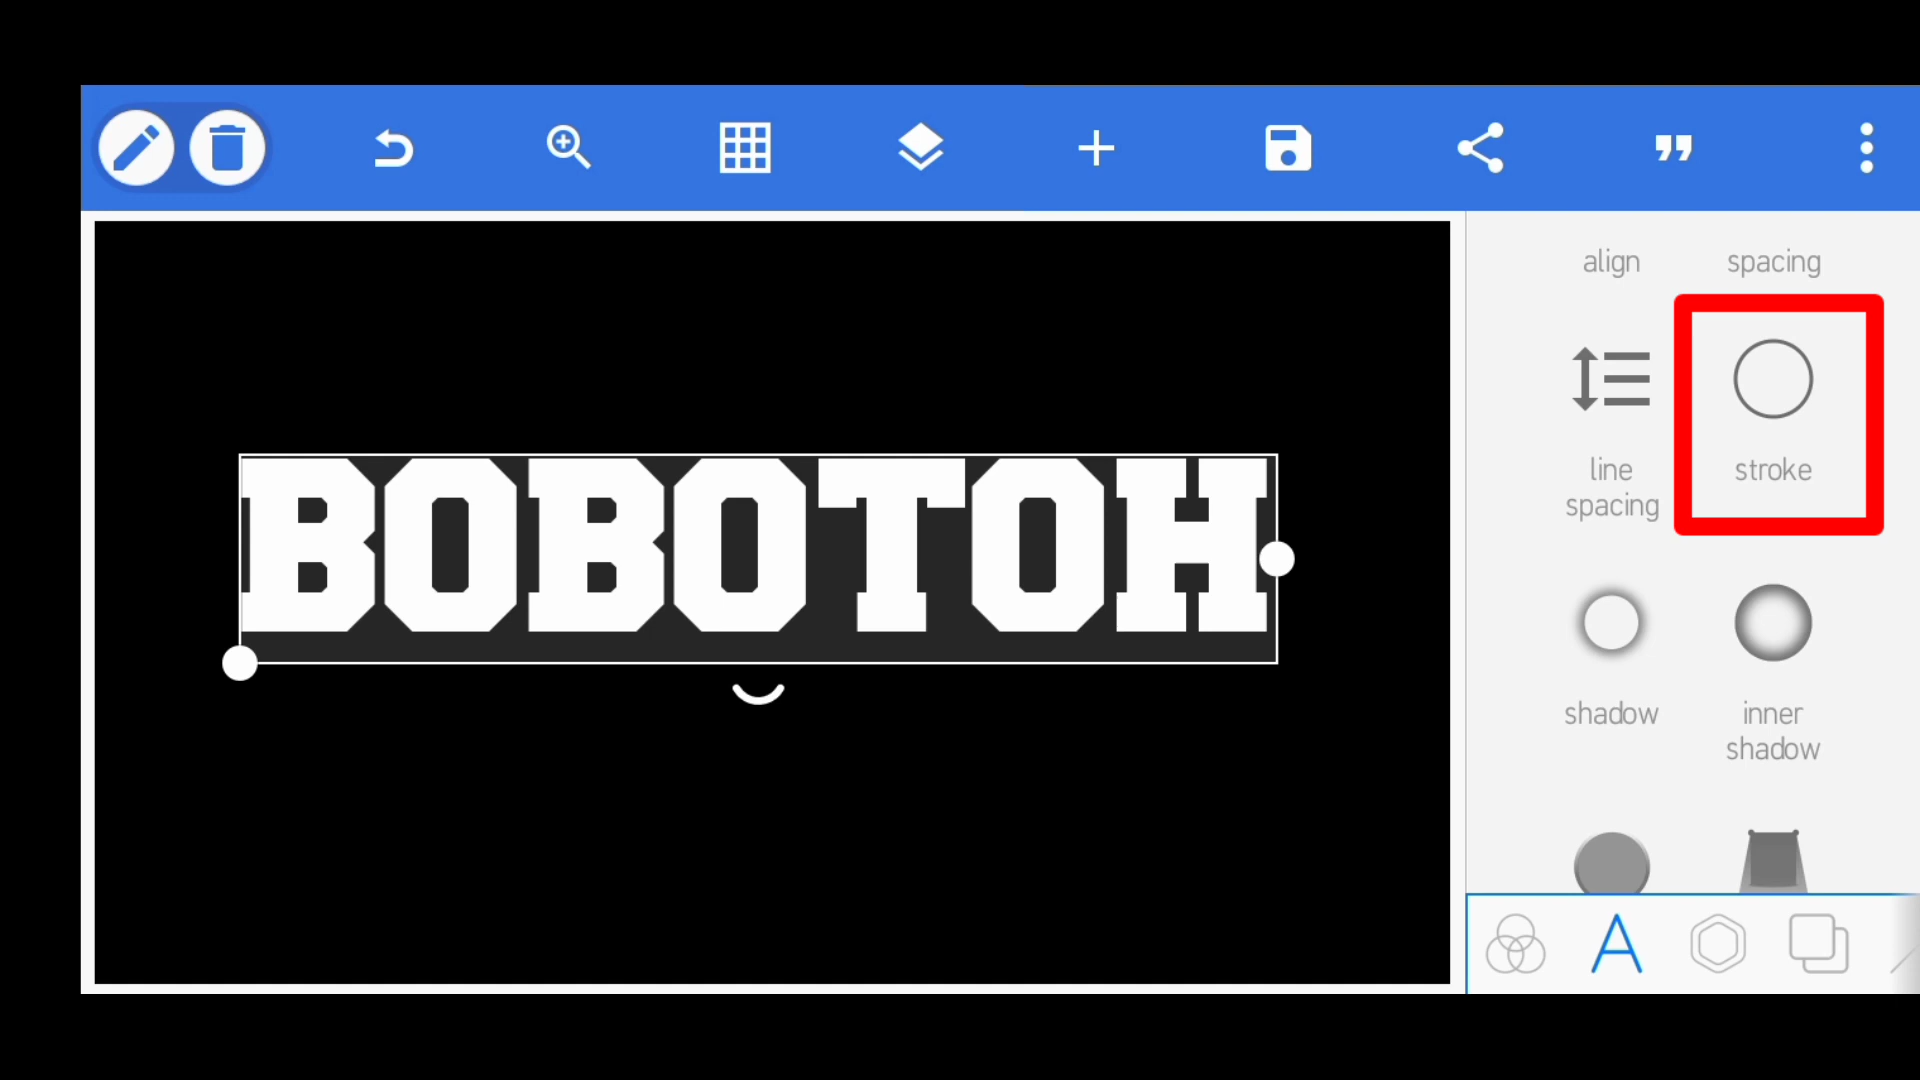 align
spacing
BOBOTOH
line
spacing
stroke
shadow
inner
shadow